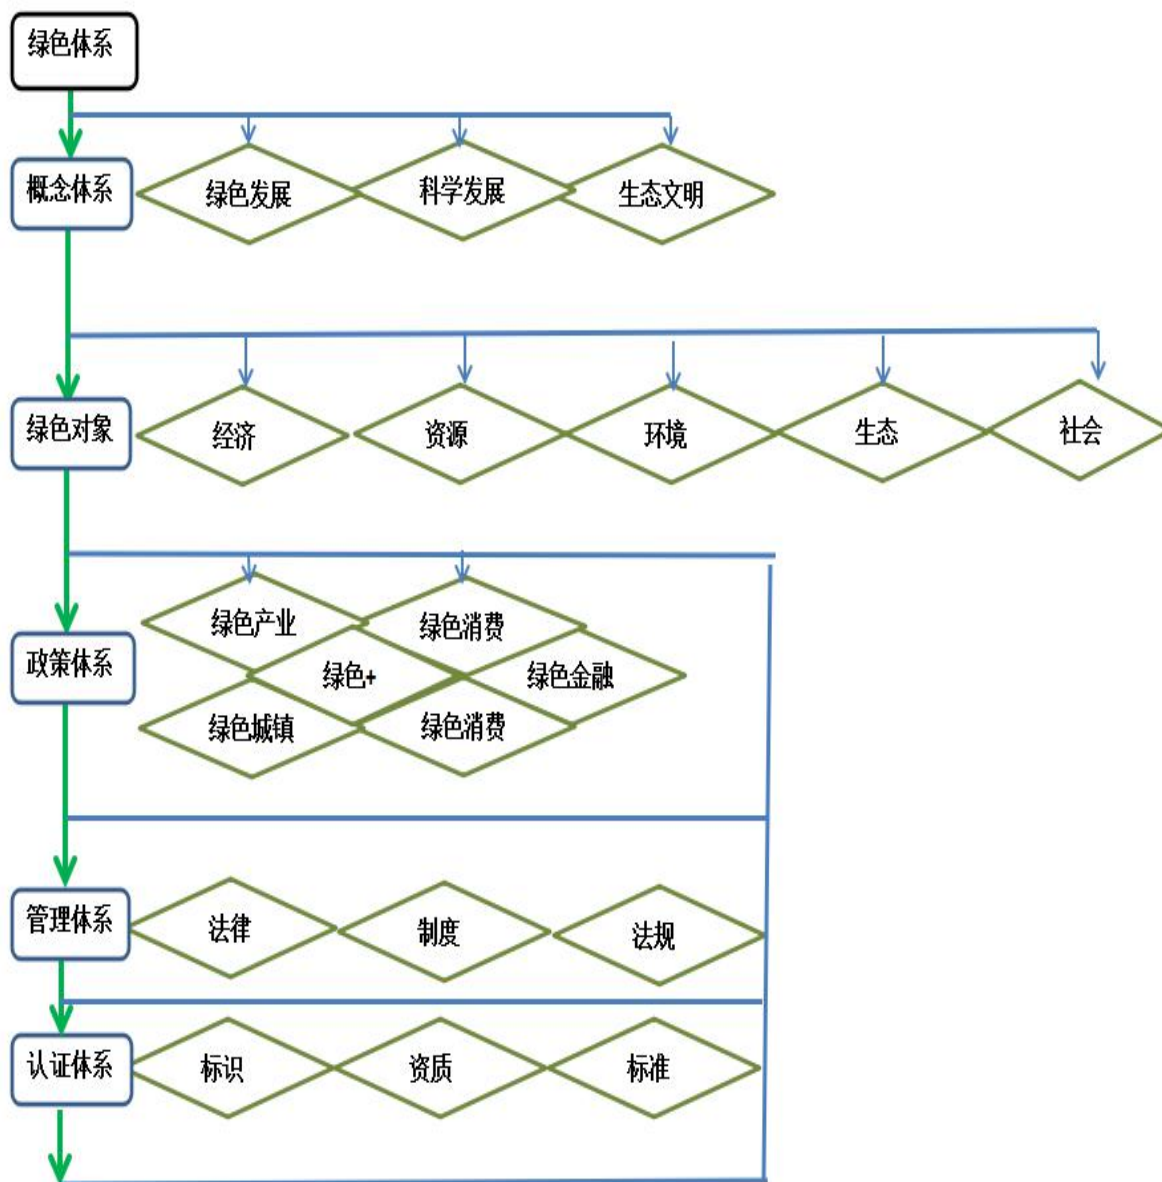 绿色体系
概念体系
绿色发展
科学发展
生态文明
绿色对象
经济
资源
环境
生态
社会
政策体系
绿色产业
绿色消费
绿色+
绿色金融
绿色城镇
绿色消费
管理体系
法律
制度
法规
认证体系
标识
资质
标准